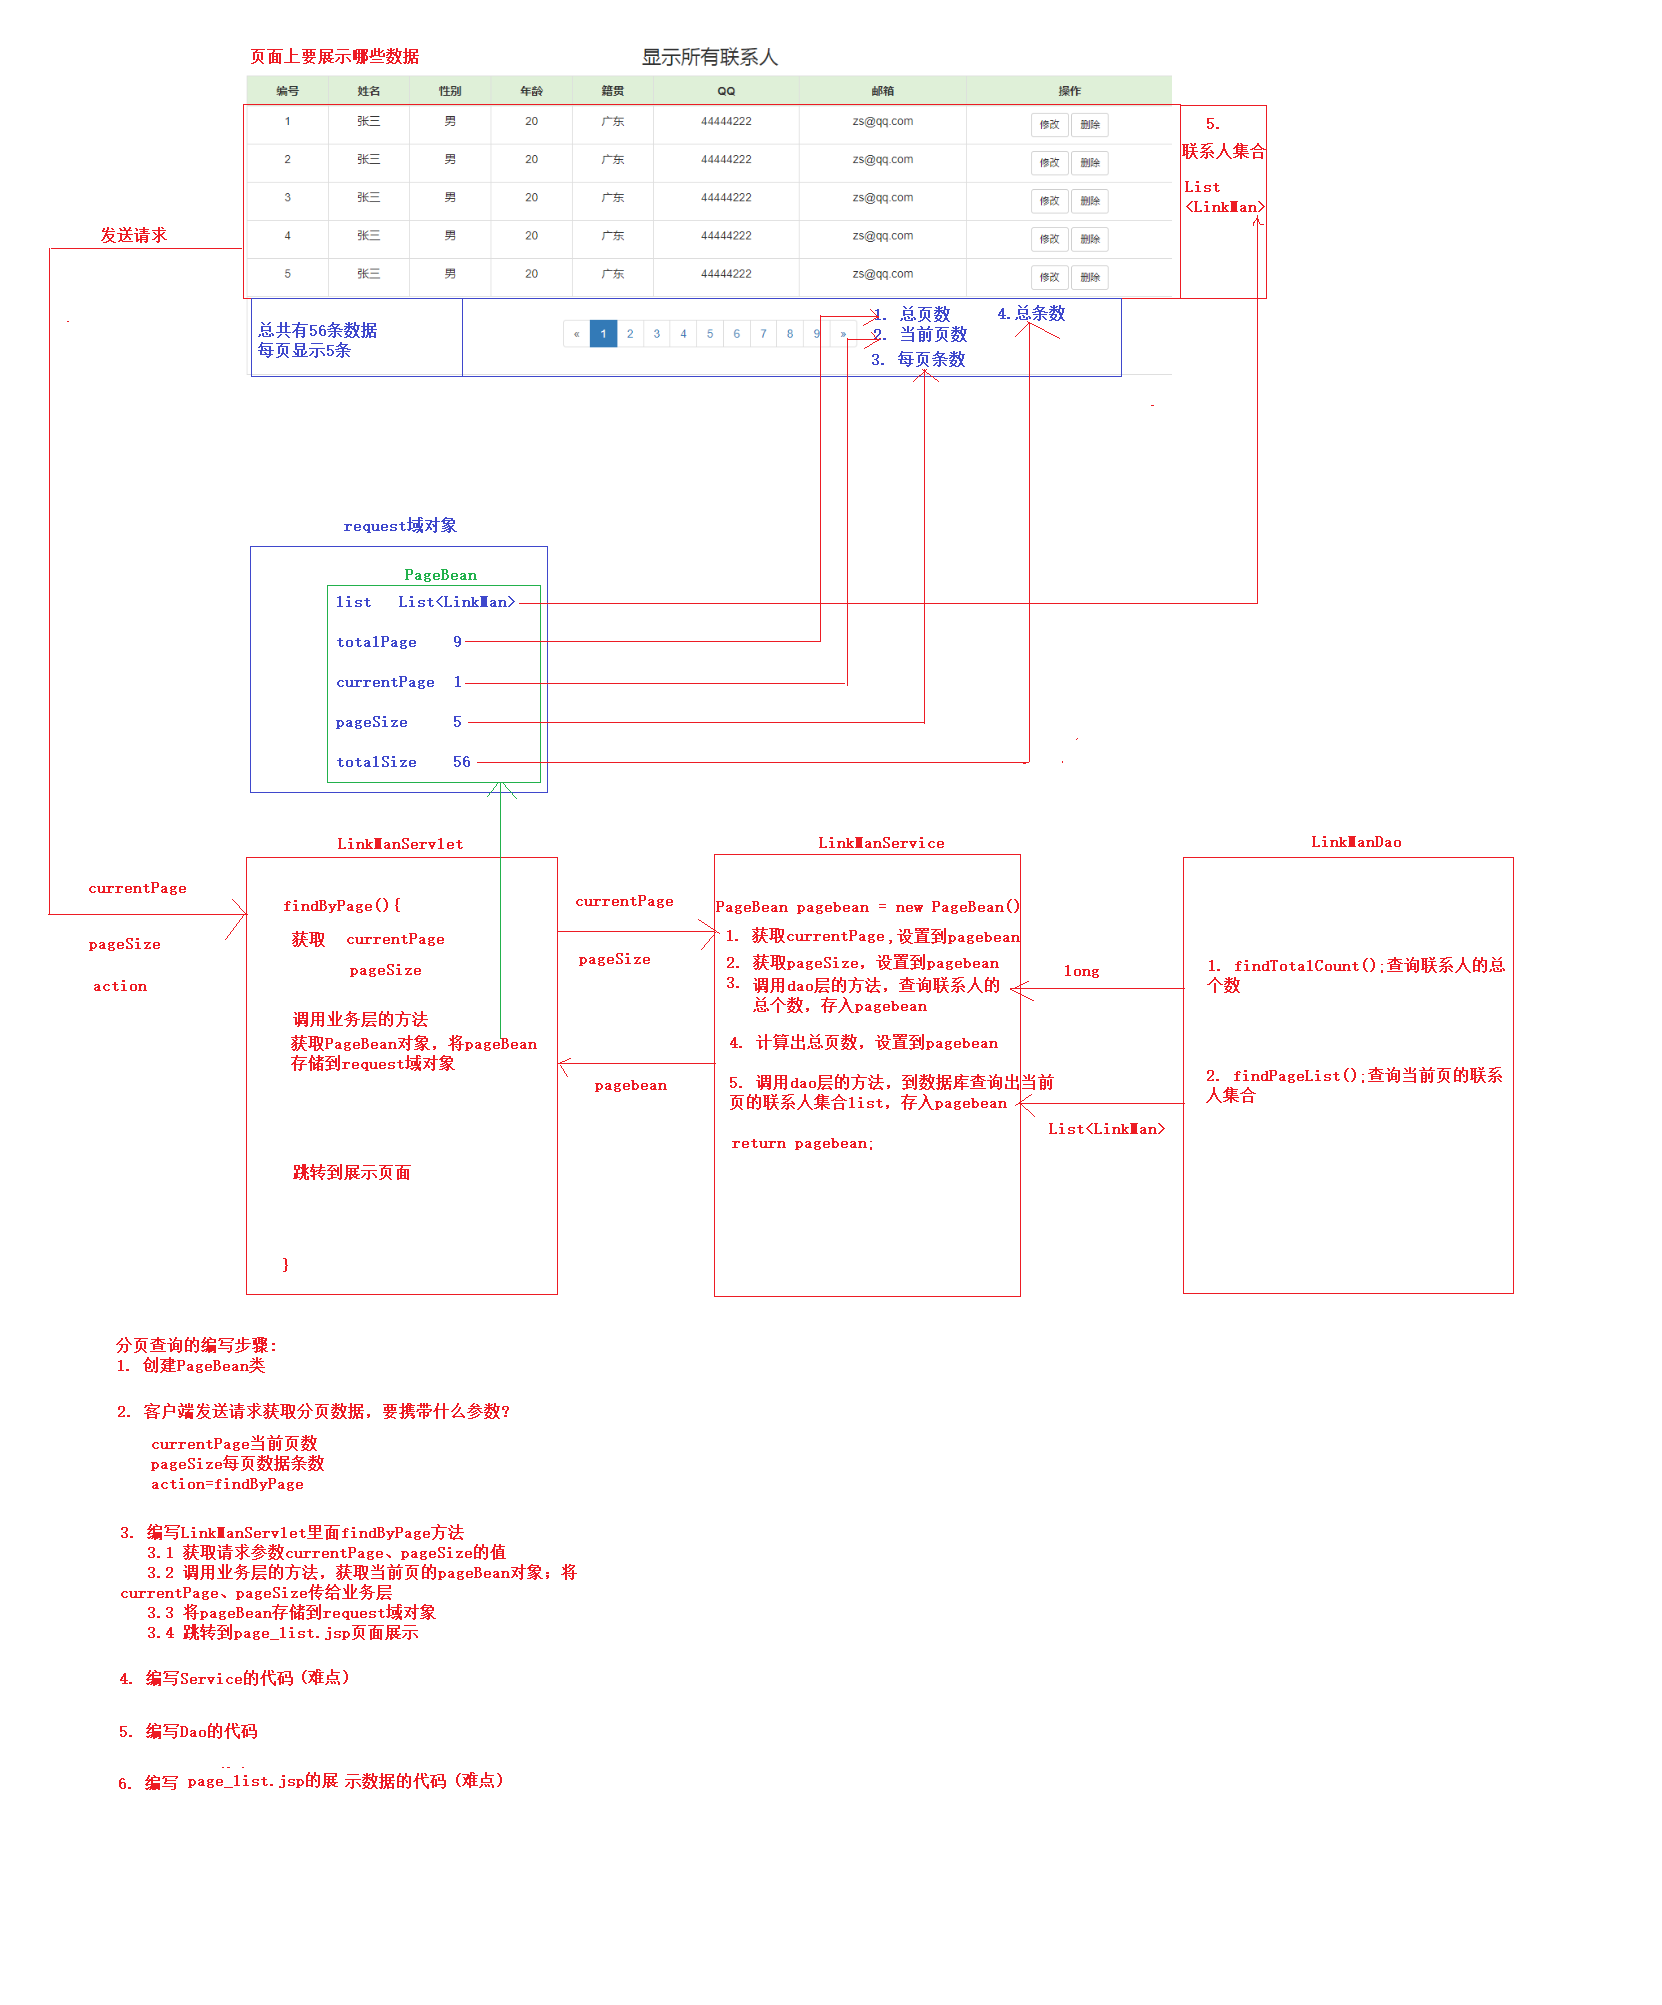 页面上要展示哪些数据
显示所有联系人
编号 姓名 性别 年龄 籍贯 QQ 邮箱 操作
1 张三 男 20 广东 44444222 zs@qq.com 修改 删除
2 张三 男 20 广东 44444222 zs@qq.com 修改 删除
3 张三 男 20 广东 44444222 zs@qq.com 修改 删除
4 张三 男 20 广东 44444222 zs@qq.com 修改 删除
5 张三 男 20 广东 44444222 zs@qq.com 修改 删除
5.
联系人集合
List
<LinkMan>
发送请求
总共有56条数据
每页显示5条
« 1 2 3 4 5 6 7 8 9 »
1. 总页数
2. 当前页数
3. 每页条数
4.总条数
request域对象
PageBean
list List<LinkMan>
totalPage 9
currentPage 1
pageSize 5
totalSize 56
currentPage
pageSize
action
LinkManServlet
findByPage(){
获取 currentPage
pageSize
调用业务层的方法
获取PageBean对象，将pageBean
存储到request域对象
跳转到展示页面
}
currentPage
pageSize
pagebean
LinkManService
PageBean pagebean = new PageBean()
1. 获取currentPage,设置到pagebean
2. 获取pageSize，设置到pagebean
3. 调用dao层的方法，查询联系人的
总个数，存入pagebean
4. 计算出总页数，设置到pagebean
5. 调用dao层的方法，到数据库查询出当前
页的联系人集合list，存入pagebean
return pagebean;
long
List<LinkMan>
LinkManDao
1. findTotalCount();查询联系人的总
个数
2. findPageList();查询当前页的联系
人集合
分页查询的编写步骤:
1. 创建PageBean类
2. 客户端发送请求获取分页数据，要携带什么参数?
currentPage当前页数
pageSize每页数据条数
action=findByPage
3. 编写LinkManServlet里面findByPage方法
3.1 获取请求参数currentPage、pageSize的值
3.2 调用业务层的方法，获取当前页的pageBean对象；将
currentPage、pageSize传给业务层
3.3 将pageBean存储到request域对象
3.4 跳转到page_list.jsp页面展示
4. 编写Service的代码 (难点)
5. 编写Dao的代码
6. 编写 page_list.jsp的展 示数据的代码 (难点)